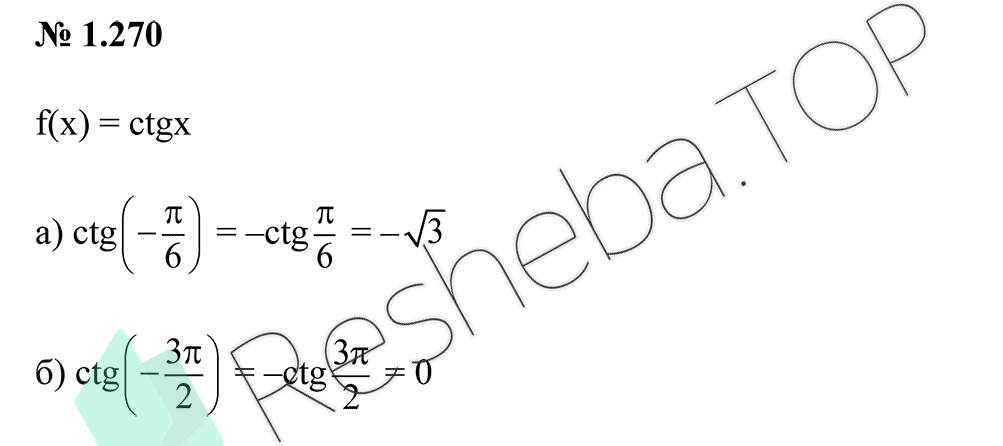 № 1.270
f(x) = ctgx
а) ctg(−π/6) = –ctg π/6 = −√3
б) ctg(−3π/2) = –ctg 3π/2 = 0
Resheba.TOP